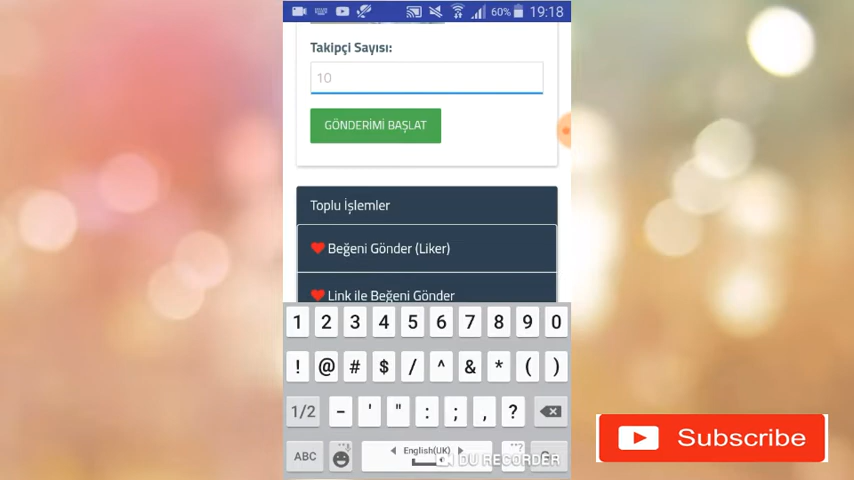 60% 19:18
Takipçi Sayısı:
10
GÖNDERİMİ BAŞLAT
Toplu İşlemler
Beğeni Gönder (Liker)
Link ile Beğeni Gönder
1 2 3 4 5 6 7 8 9 0
! @ # $ / ^ & * ( )
1/2 - ' " : ; , ?
ABC English(UK)
DU RECORDER
Subscribe